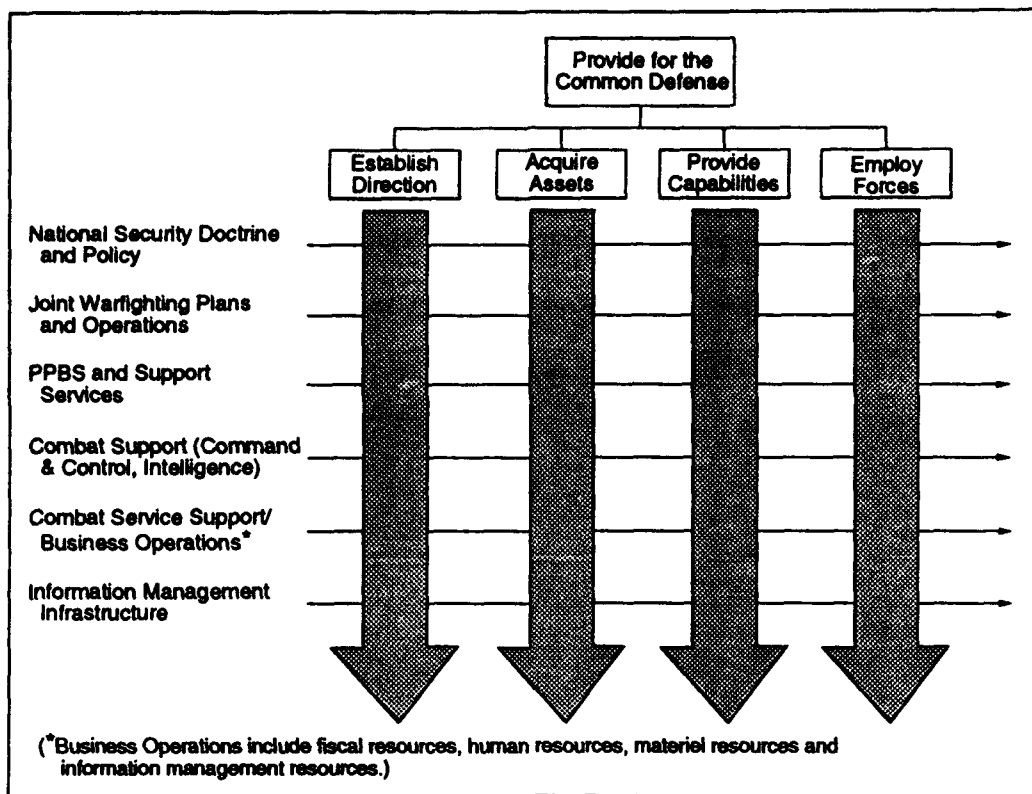 Provide for the
Common Defense
Establish
Direction
Acquire
Assets
Provide
Capabilities
Employ
Forces
National Security Doctrine
and Policy
Joint Warfighting Plans
and Operations
PPBS and Support
Services
Combat Support (Command
& Control, Intelligence)
Combat Service Support/
Business Operations*
Information Management
Infrastructure
(*Business Operations include fiscal resources, human resources, materiel resources and
information management resources.)